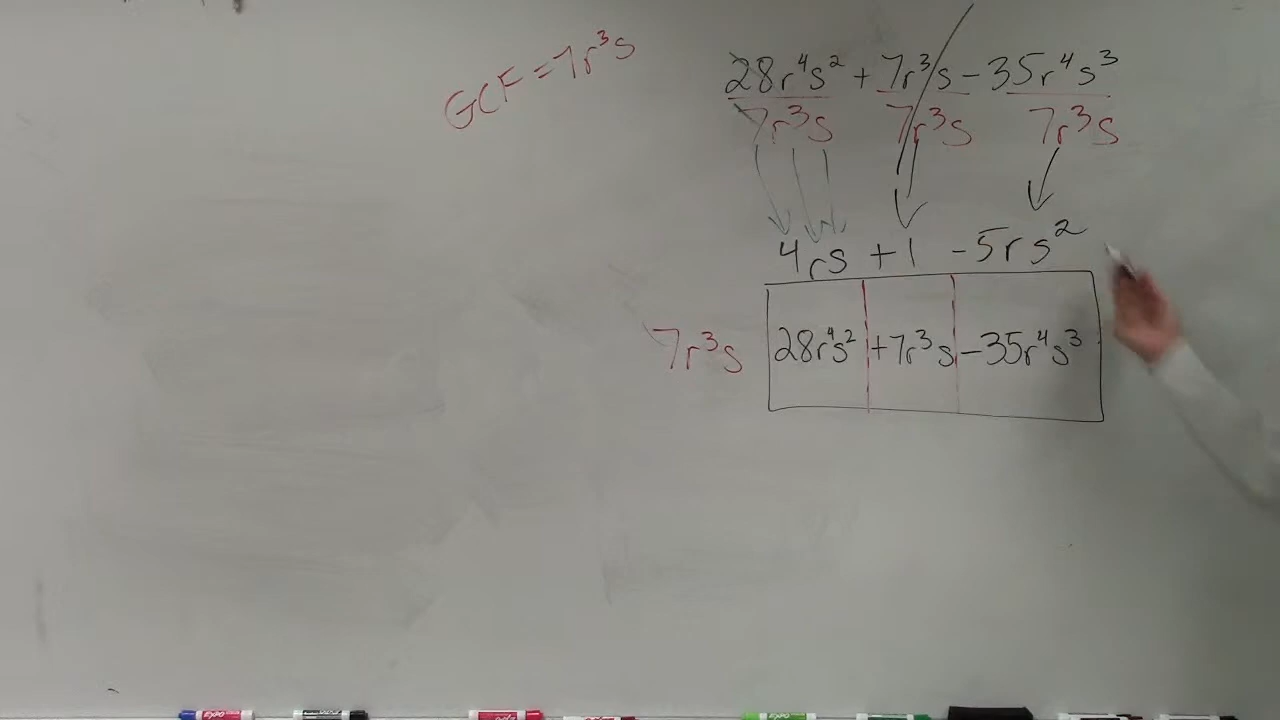 GCF = 7r³s
28r⁴s² + 7r³s - 35r⁴s³
7r³s 7r³s 7r³s
4rs + 1 - 5rs²
7r³s 28r⁴s² + 7r³s - 35r⁴s³